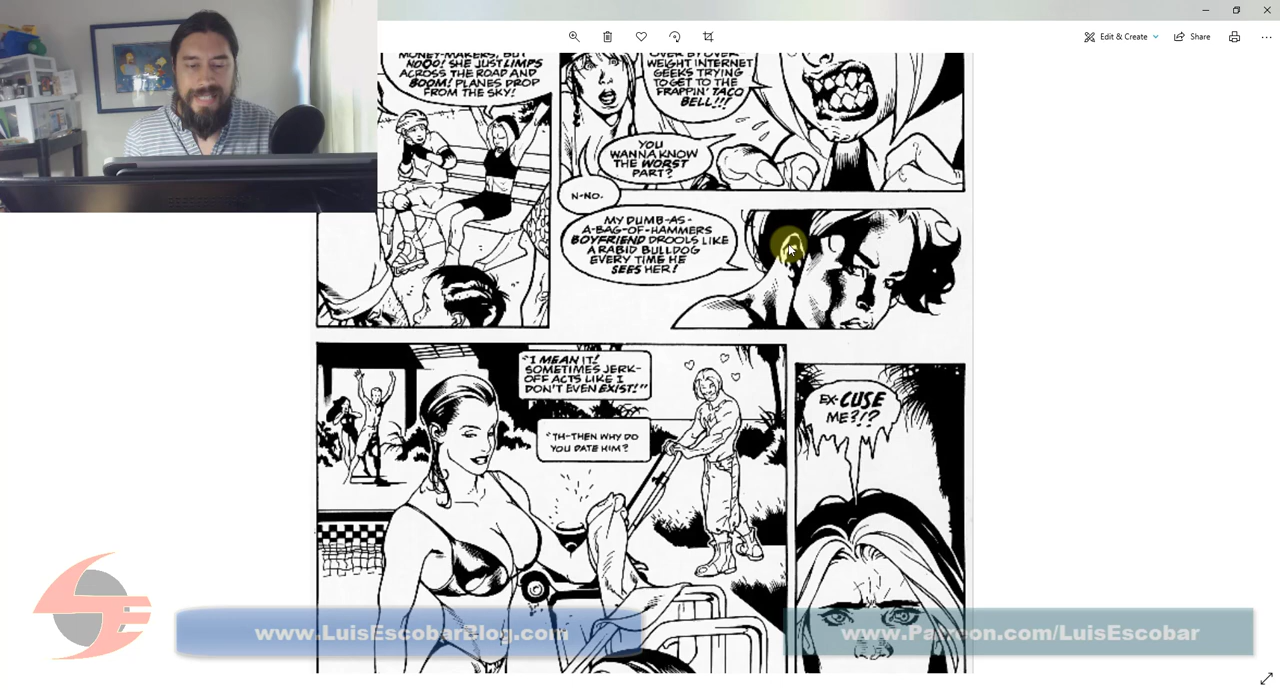 Edit & Create
Share
MONEY-MAKERS, BUT
NOOO! SHE JUST LIMPS
ACROSS THE ROAD AND
BOOM! PLANES DROP
FROM THE SKY!
OVER BY OVER-
WEIGHT INTERNET
GEEKS TRYING
TO GET TO THE
FRAPPIN' TACO
BELL!!!
YOU
WANNA KNOW
THE WORST
PART?
N-NO.
MY DUMB-AS-
A-BAG-OF-HAMMERS
BOYFRIEND DROOLS LIKE
A RABID BULLDOG
EVERY TIME HE
SEES HER!
"I MEAN IT!
SOMETIMES JERK-
OFF ACTS LIKE I
DON'T EVEN EXIST!"
"TH-THEN WHY DO
YOU DATE HIM?
EX-CUSE
ME?!?
www.LuisEscobarBlog.com
www.Patreon.com/LuisEscobar